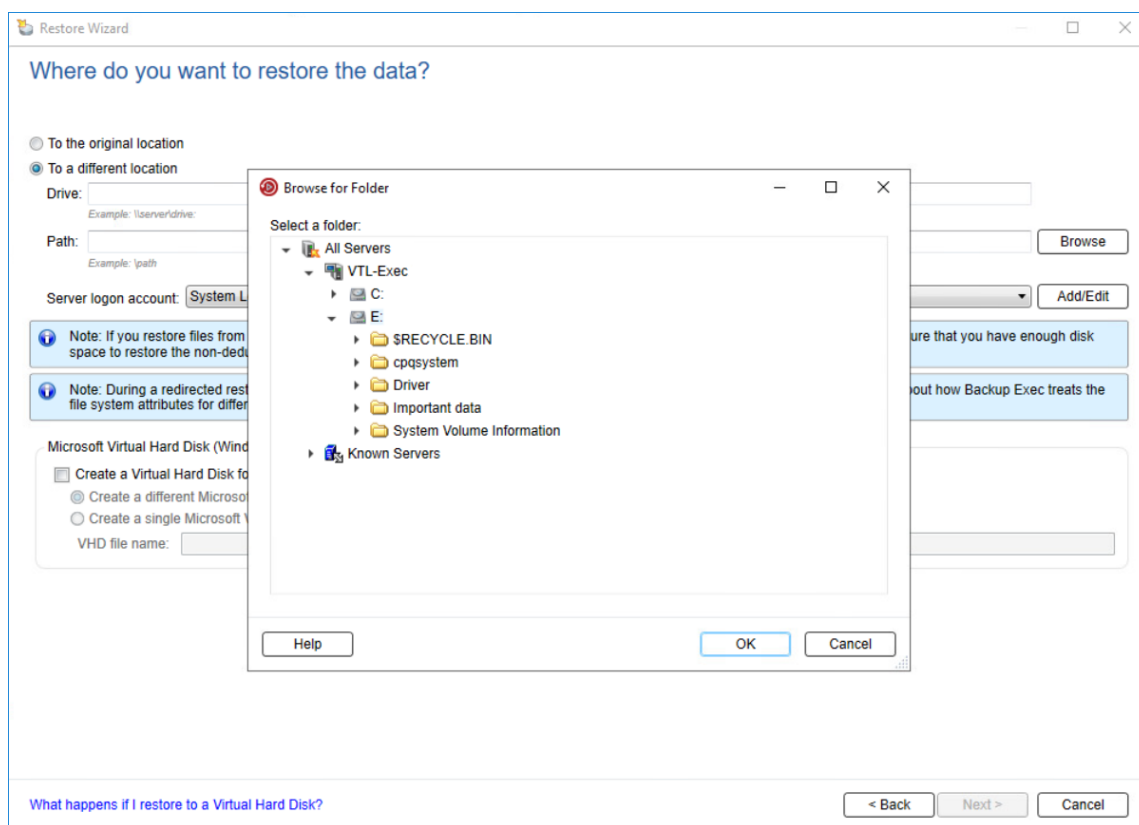 Restore Wizard
Where do you want to restore the data?
To the original location
To a different location
Drive:
Example: \\server\drive:
Path:
Browse
Example: \path
Server logon account: System L
Add/Edit
Note: If you restore files from
ure that you have enough disk
space to restore the non-dedu
Note: During a redirected rest
out how Backup Exec treats the
file system attributes for differ
Microsoft Virtual Hard Disk (Wind
Create a Virtual Hard Disk fo
Create a different Microsof
Create a single Microsoft V
VHD file name:
Browse for Folder
Select a folder:
All Servers
VTL-Exec
C:
E:
$RECYCLE.BIN
cpqsystem
Driver
Important data
System Volume Information
Known Servers
Help
OK
Cancel
What happens if I restore to a Virtual Hard Disk?
< Back
Next >
Cancel